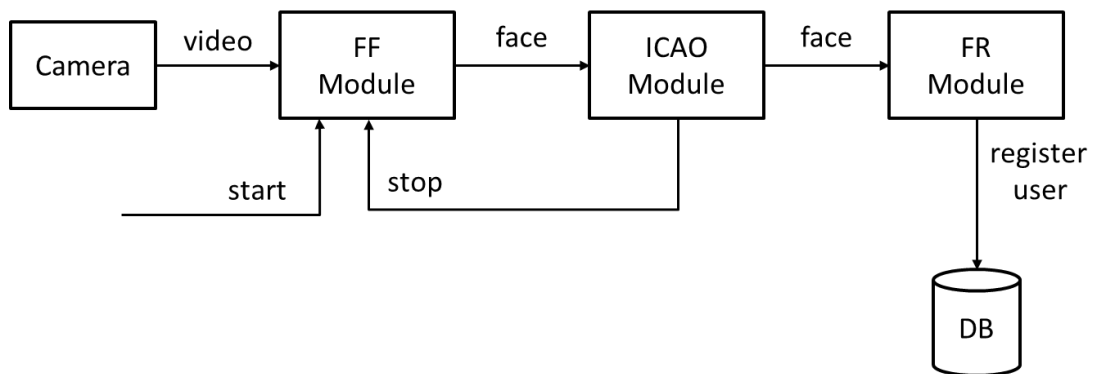 Camera
video
FF
Module
face
ICAO
Module
face
FR
Module
start
stop
register
user
DB